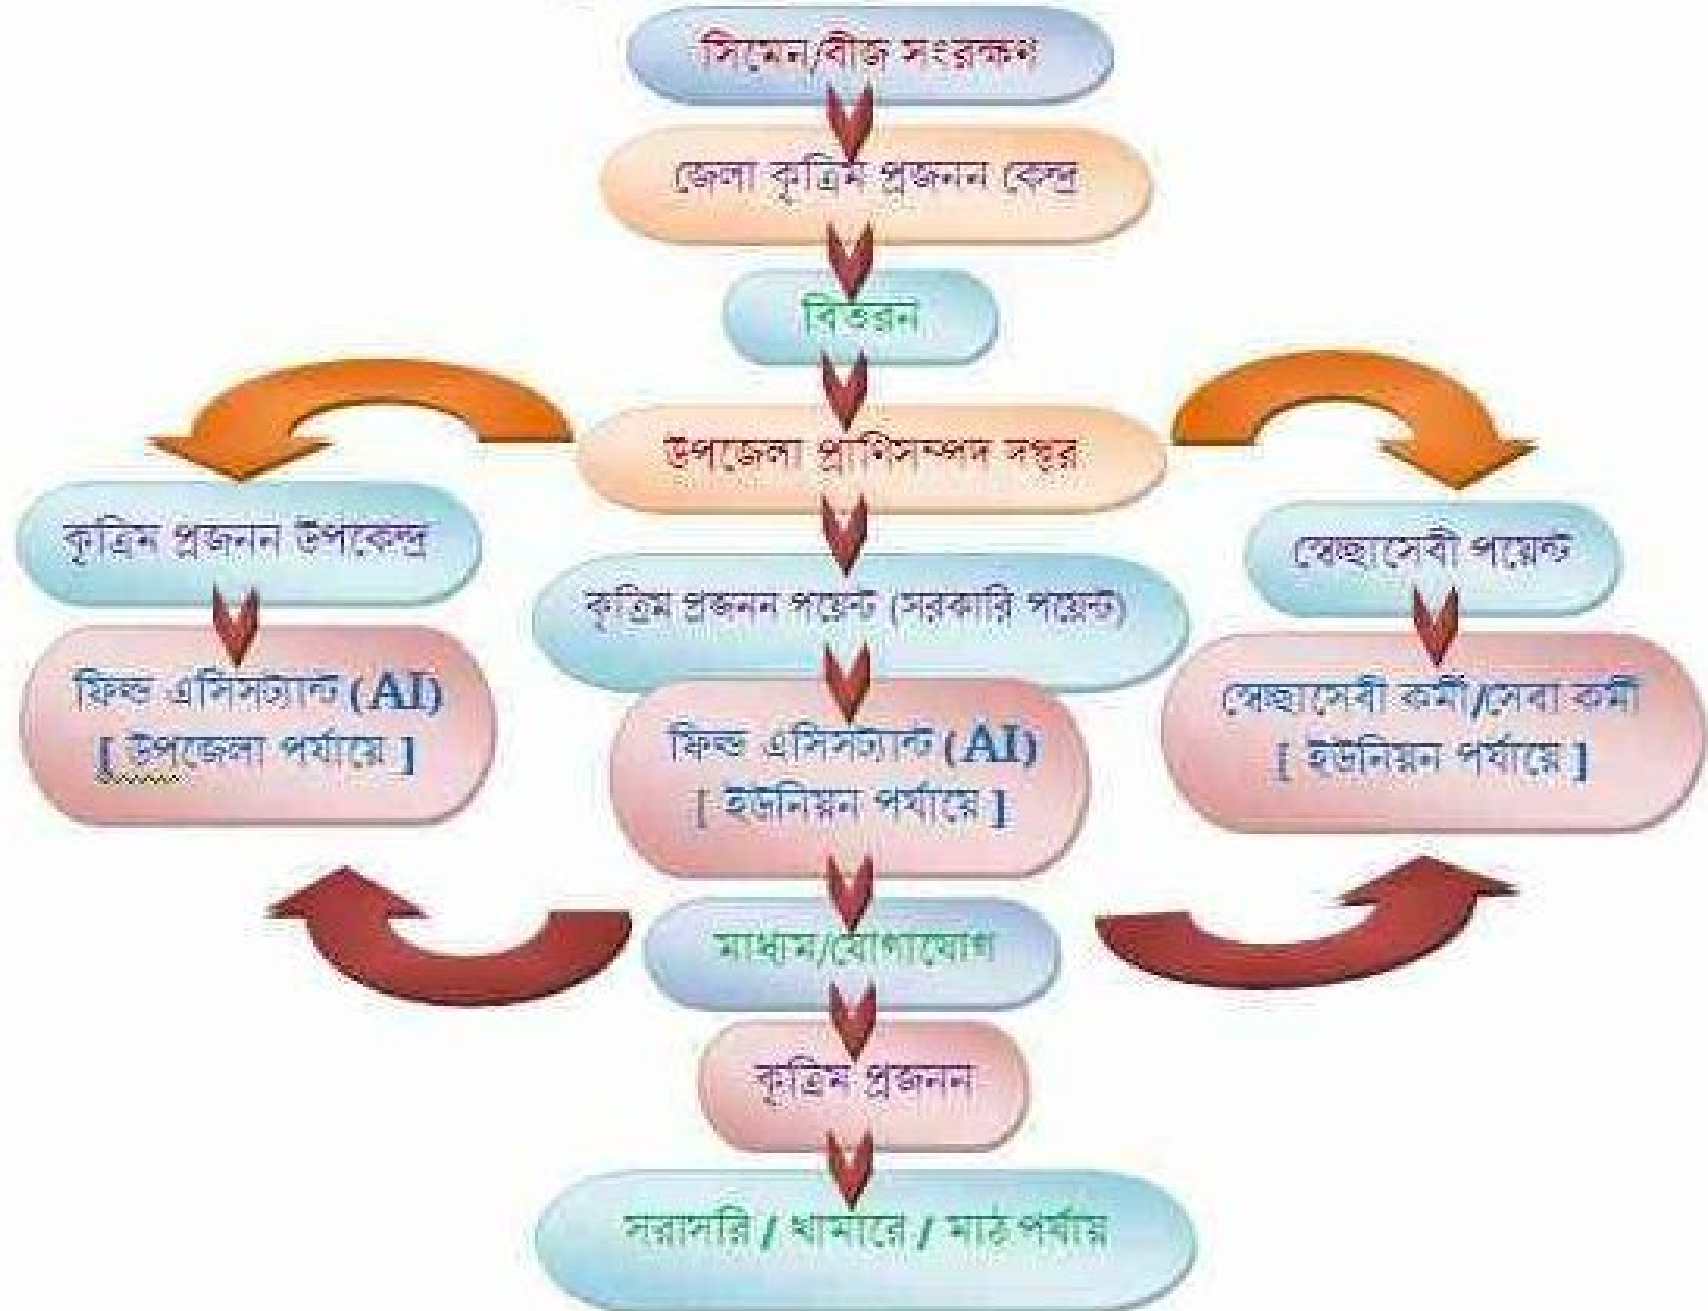 সিমেন/বীজ সংরক্ষণ
জেলা কৃত্রিম প্রজনন কেন্দ্র
বিতরন
উপজেলা প্রাণিসম্পদ দপ্তর
কৃত্রিম প্রজনন উপকেন্দ্র
কৃত্রিম প্রজনন পয়েন্ট (সরকারি পয়েন্ট)
স্বেচ্ছাসেবী পয়েন্ট
ফিল্ড এসিসট্যান্ট (AI)
[ উপজেলা পর্যায়ে ]
ফিল্ড এসিসট্যান্ট (AI)
[ ইউনিয়ন পর্যায়ে ]
স্বেচ্ছাসেবী কর্মী/সেবা কর্মী
[ ইউনিয়ন পর্যায়ে ]
মাধ্যম/যোগাযোগ
কৃত্রিম প্রজনন
সরাসরি / খামারে / মাঠ পর্যায়